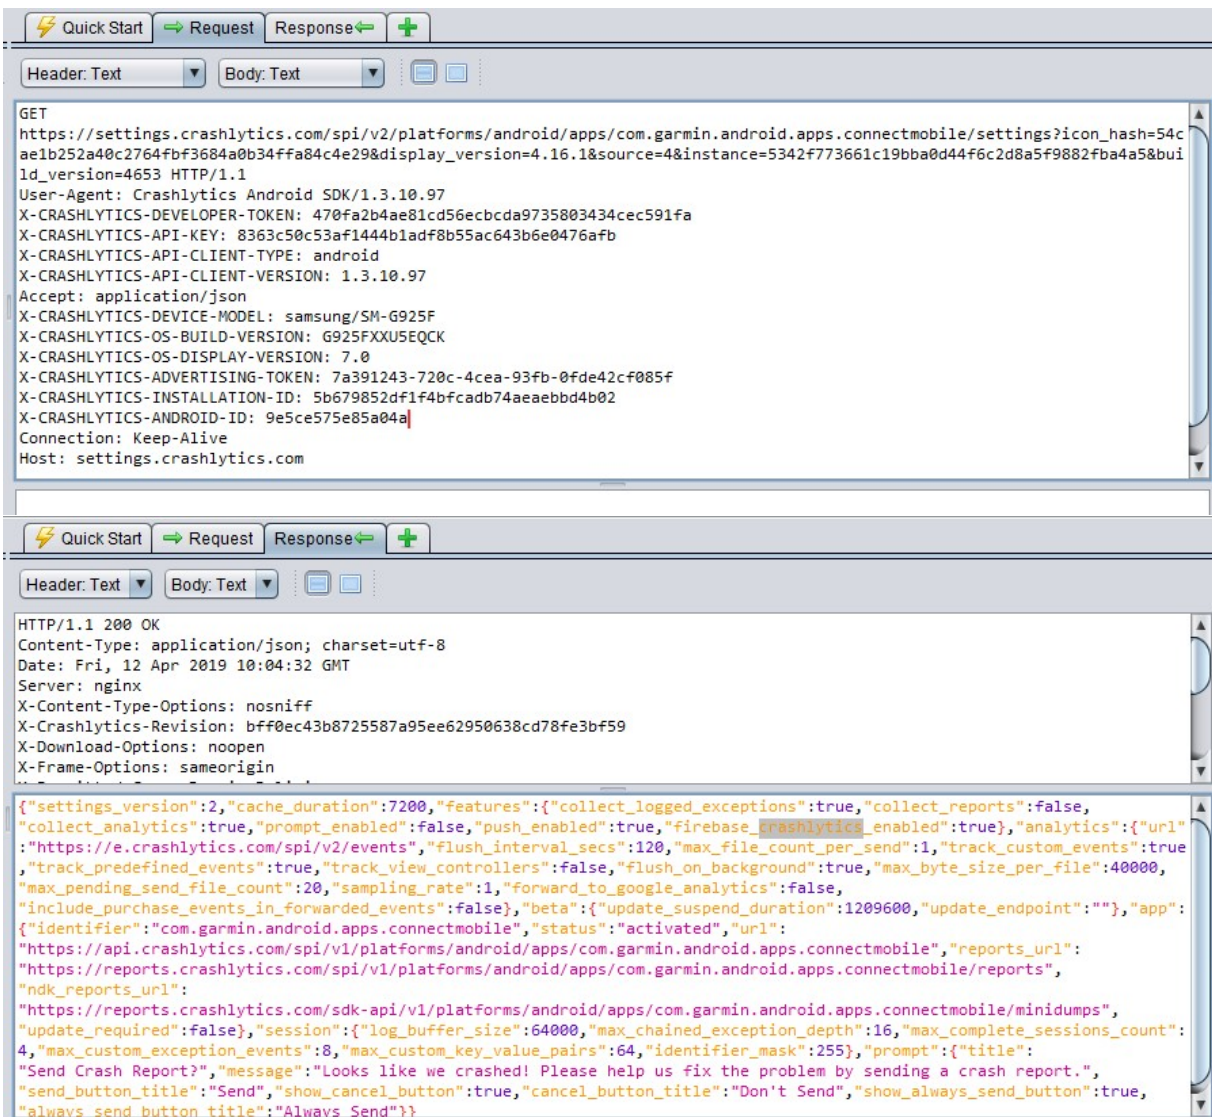 Quick Start Request Response
Header: Text Body: Text
GET
https://settings.crashlytics.com/spi/v2/platforms/android/apps/com.garmin.android.apps.connectmobile/settings?icon_hash=54c
ae1b252a40c2764fbf3684a0b34ffa84c4e29&display_version=4.16.1&source=4&instance=5342f773661c19bba0d44f6c2d8a5f9882fba4a5&bui
ld_version=4653 HTTP/1.1
User-Agent: Crashlytics Android SDK/1.3.10.97
X-CRASHLYTICS-DEVELOPER-TOKEN: 470fa2b4ae81cd56ecbcda9735803434cec591fa
X-CRASHLYTICS-API-KEY: 8363c50c53af1444b1adf8b55ac643b6e0476afb
X-CRASHLYTICS-API-CLIENT-TYPE: android
X-CRASHLYTICS-API-CLIENT-VERSION: 1.3.10.97
Accept: application/json
X-CRASHLYTICS-DEVICE-MODEL: samsung/SM-G925F
X-CRASHLYTICS-OS-BUILD-VERSION: G925FXXU5EQCK
X-CRASHLYTICS-OS-DISPLAY-VERSION: 7.0
X-CRASHLYTICS-ADVERTISING-TOKEN: 7a391243-720c-4cea-93fb-0fde42cf085f
X-CRASHLYTICS-INSTALLATION-ID: 5b679852df1f4bfcadb74aeaebbd4b02
X-CRASHLYTICS-ANDROID-ID: 9e5ce575e85a04a
Connection: Keep-Alive
Host: settings.crashlytics.com
Quick Start Request Response
Header: Text Body: Text
HTTP/1.1 200 OK
Content-Type: application/json; charset=utf-8
Date: Fri, 12 Apr 2019 10:04:32 GMT
Server: nginx
X-Content-Type-Options: nosniff
X-Crashlytics-Revision: bff0ec43b8725587a95ee62950638cd78fe3bf59
X-Download-Options: noopen
X-Frame-Options: sameorigin
{"settings_version":2,"cache_duration":7200,"features":{"collect_logged_exceptions":true,"collect_reports":false,
"collect_analytics":true,"prompt_enabled":false,"push_enabled":true,"firebase_crashlytics_enabled":true},"analytics":{"url"
:"https://e.crashlytics.com/spi/v2/events","flush_interval_secs":120,"max_file_count_per_send":1,"track_custom_events":true
,"track_predefined_events":true,"track_view_controllers":false,"flush_on_background":true,"max_byte_size_per_file":40000,
"max_pending_send_file_count":20,"sampling_rate":1,"forward_to_google_analytics":false,
"include_purchase_events_in_forwarded_events":false},"beta":{"update_suspend_duration":1209600,"update_endpoint":""},"app":
{"identifier":"com.garmin.android.apps.connectmobile","status":"activated","url":
"https://api.crashlytics.com/spi/v1/platforms/android/apps/com.garmin.android.apps.connectmobile","reports_url":
"https://reports.crashlytics.com/spi/v1/platforms/android/apps/com.garmin.android.apps.connectmobile/reports",
"ndk_reports_url":
"https://reports.crashlytics.com/sdk-api/v1/platforms/android/apps/com.garmin.android.apps.connectmobile/minidumps",
"update_required":false},"session":{"log_buffer_size":64000,"max_chained_exception_depth":16,"max_complete_sessions_count":
4,"max_custom_exception_events":8,"max_custom_key_value_pairs":64,"identifier_mask":255},"prompt":{"title":
"Send Crash Report?","message":"Looks like we crashed! Please help us fix the problem by sending a crash report.",
"send_button_title":"Send","show_cancel_button":true,"cancel_button_title":"Don't Send","show_always_send_button":true,
"always_send_button_title":"Always Send"}}